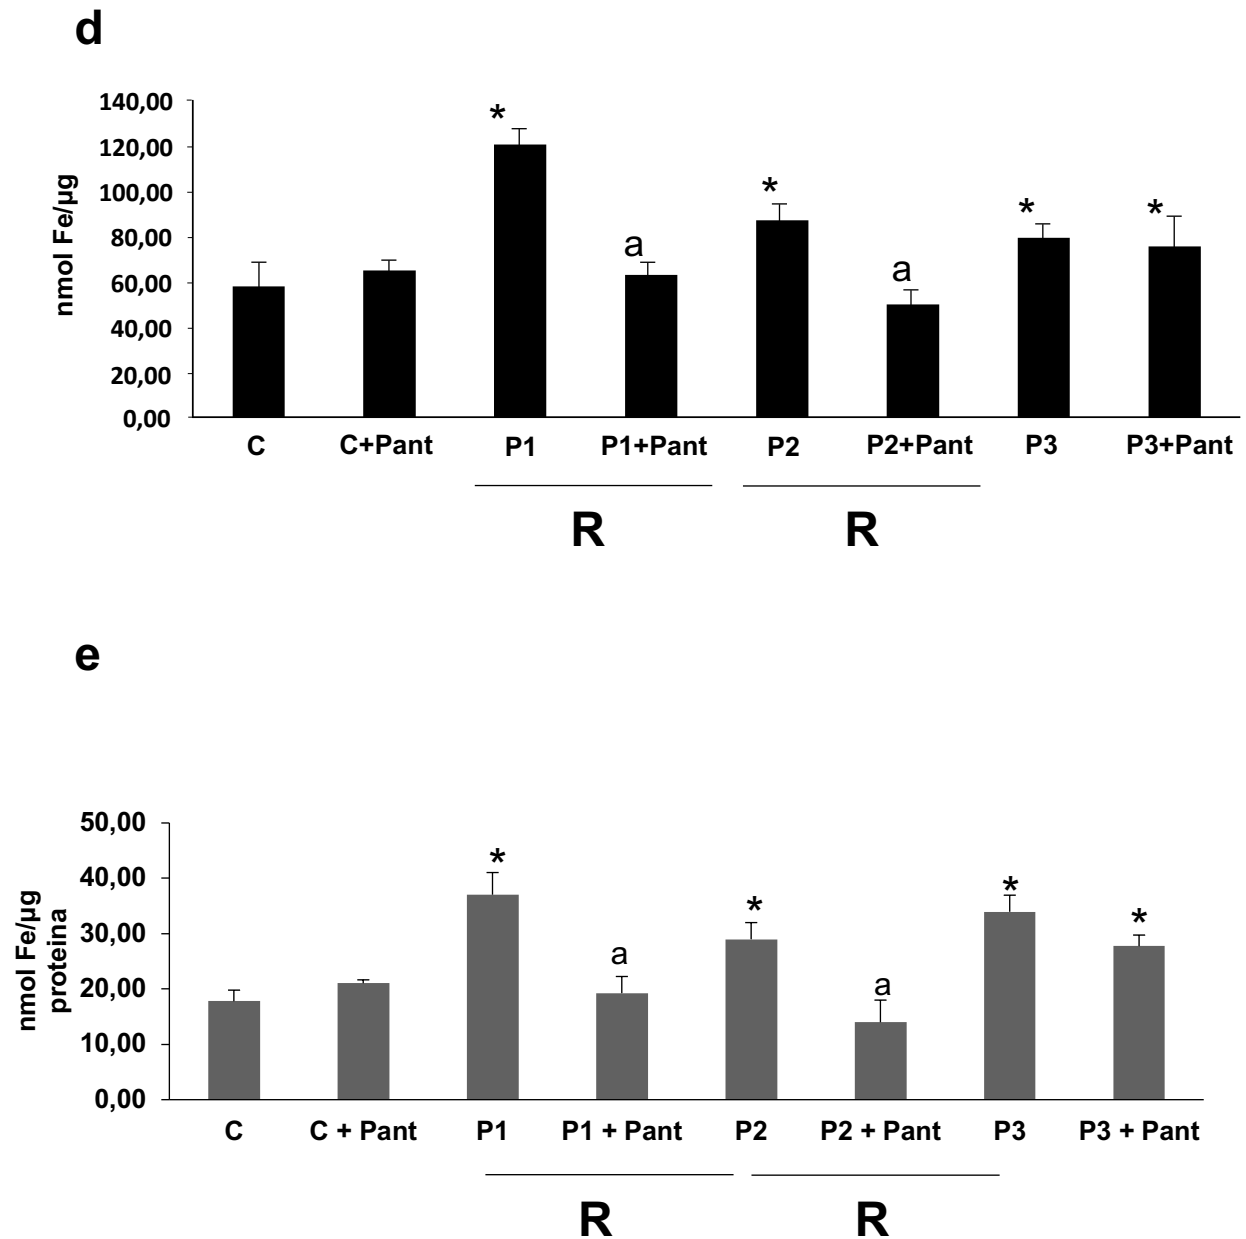 d
140,00
120,00
100,00
80,00
60,00
40,00
20,00
0,00
nmol Fe/µg
*
a
*
a
*
*
C C+Pant P1 P1+Pant P2 P2+Pant P3 P3+Pant
R R
e
50,00
40,00
30,00
20,00
10,00
0,00
nmol Fe/µg
proteina
*
a
*
a
*
*
C C + Pant P1 P1 + Pant P2 P2 + Pant P3 P3 + Pant
R R